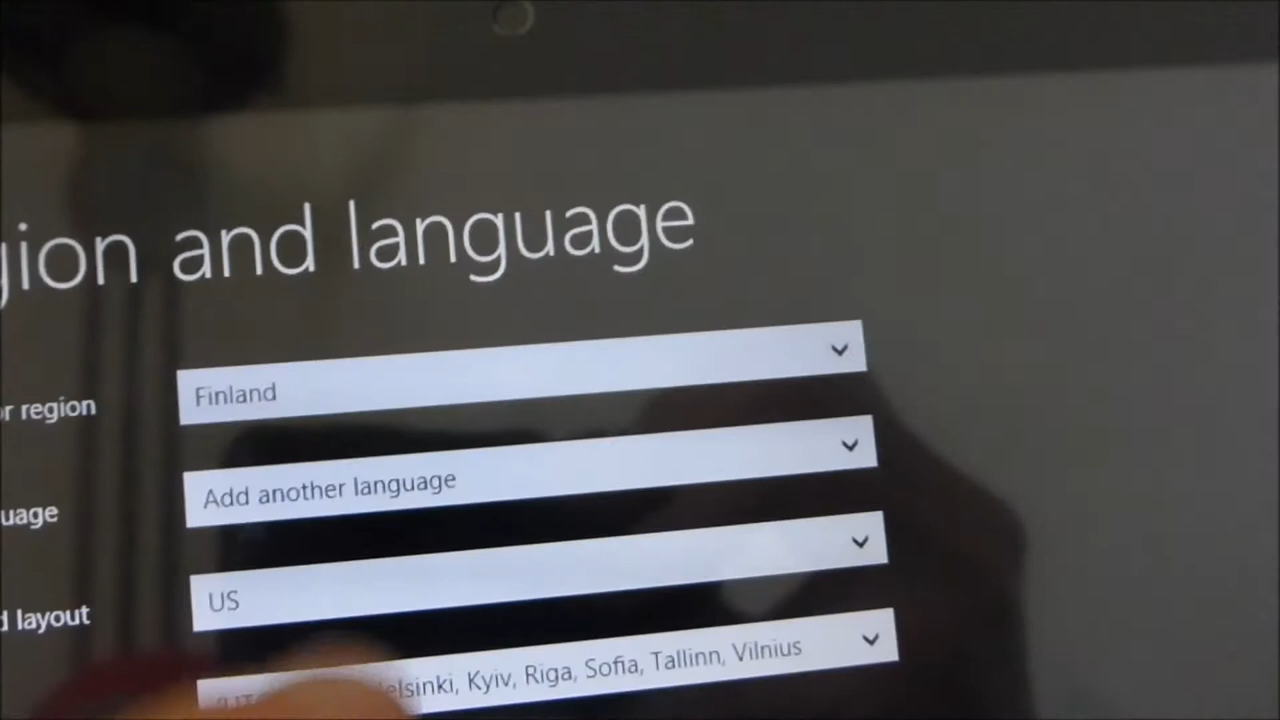 gion and language
r region
Finland
uage
Add another language
d layout
US
elsinki, Kyiv, Riga, Sofia, Tallinn, Vilnius